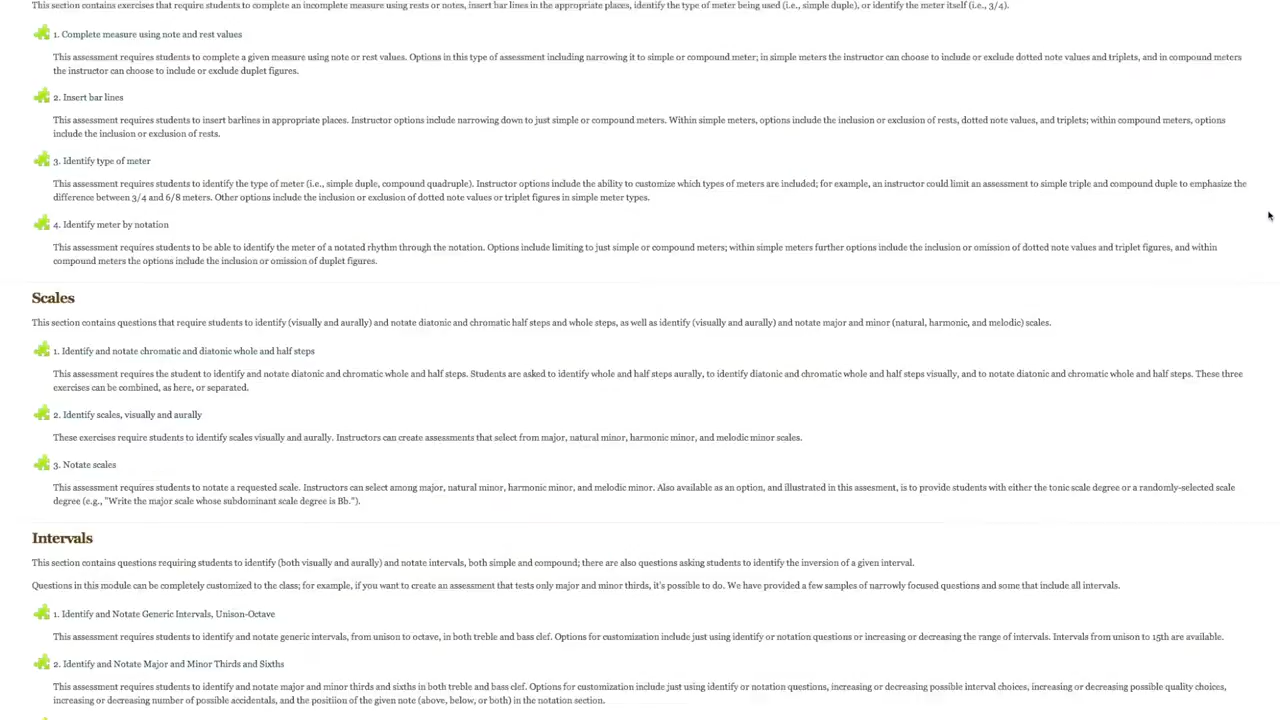 This section contains exercises that require students to complete an incomplete measure using rests or notes, insert bar lines in the appropriate places, identify the type of meter being used (i.e., simple duple), or identify the meter itself (i.e., 3/4).
1. Complete measure using note and rest values
This assessment requires students to complete a given measure using note or rest values. Options in this type of assessment including narrowing it to simple or compound meter; in simple meters the instructor can choose to include or exclude dotted note values and triplets, and in compound meters
the instructor can choose to include or exclude duplet figures.
2. Insert bar lines
This assessment requires students to insert barlines in appropriate places. Instructor options include narrowing down to just simple or compound meters. Within simple meters, options include the inclusion or exclusion of rests, dotted note values, and triplets; within compound meters, options
include the inclusion or exclusion of rests.
3. Identify type of meter
This assessment requires students to identify the type of meter (i.e., simple duple, compound quadruple). Instructor options include the ability to customize which types of meters are included; for example, an instructor could limit an assessment to simple triple and compound duple to emphasize the
difference between 3/4 and 6/8 meters. Other options include the inclusion or exclusion of dotted note values or triplet figures in simple meter types.
4. Identify meter by notation
This assessment requires students to be able to identify the meter of a notated rhythm through the notation. Options include limiting to just simple or compound meters; within simple meters further options include the inclusion or omission of dotted note values and triplet figures, and within
compound meters the options include the inclusion or omission of duplet figures.
Scales
This section contains questions that require students to identify (visually and aurally) and notate diatonic and chromatic half steps and whole steps, as well as identify (visually and aurally) and notate major and minor (natural, harmonic, and melodic) scales.
1. Identify and notate chromatic and diatonic whole and half steps
This assessment requires the student to identify and notate diatonic and chromatic whole and half steps. Students are asked to identify whole and half steps aurally, to identify diatonic and chromatic whole and half steps visually, and to notate diatonic and chromatic whole and half steps. These three
exercises can be combined, as here, or separated.
2. Identify scales, visually and aurally
These exercises require students to identify scales visually and aurally. Instructors can create assessments that select from major, natural minor, harmonic minor, and melodic minor scales.
3. Notate scales
This assessment requires students to notate a requested scale. Instructors can select among major, natural minor, harmonic minor, and melodic minor. Also available as an option, and illustrated in this assesment, is to provide students with either the tonic scale degree or a randomly-selected scale
degree (e.g., "Write the major scale whose subdominant scale degree is Bb.").
Intervals
This section contains questions requiring students to identify (both visually and aurally) and notate intervals, both simple and compound; there are also questions asking students to identify the inversion of a given interval.
Questions in this module can be completely customized to the class; for example, if you want to create an assessment that tests only major and minor thirds, it's possible to do. We have provided a few samples of narrowly focused questions and some that include all intervals.
1. Identify and Notate Generic Intervals, Unison-Octave
This assessment requires students to identify and notate generic intervals, from unison to octave, in both treble and bass clef. Options for customization include just using identify or notation questions or increasing or decreasing the range of intervals. Intervals from unison to 15th are available.
2. Identify and Notate Major and Minor Thirds and Sixths
This assessment requires students to identify and notate major and minor thirds and sixths in both treble and bass clef. Options for customization include just using identify or notation questions, increasing or decreasing possible interval choices, increasing or decreasing possible quality choices,
increasing or decreasing number of possible accidentals, and the posiition of the given note (above, below, or both) in the notation section.